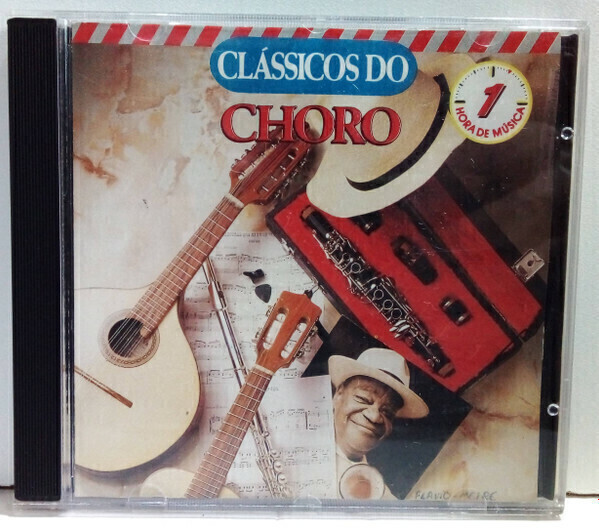 CLÁSSICOS DO
CHORO
1
HORA DE MÚSICA